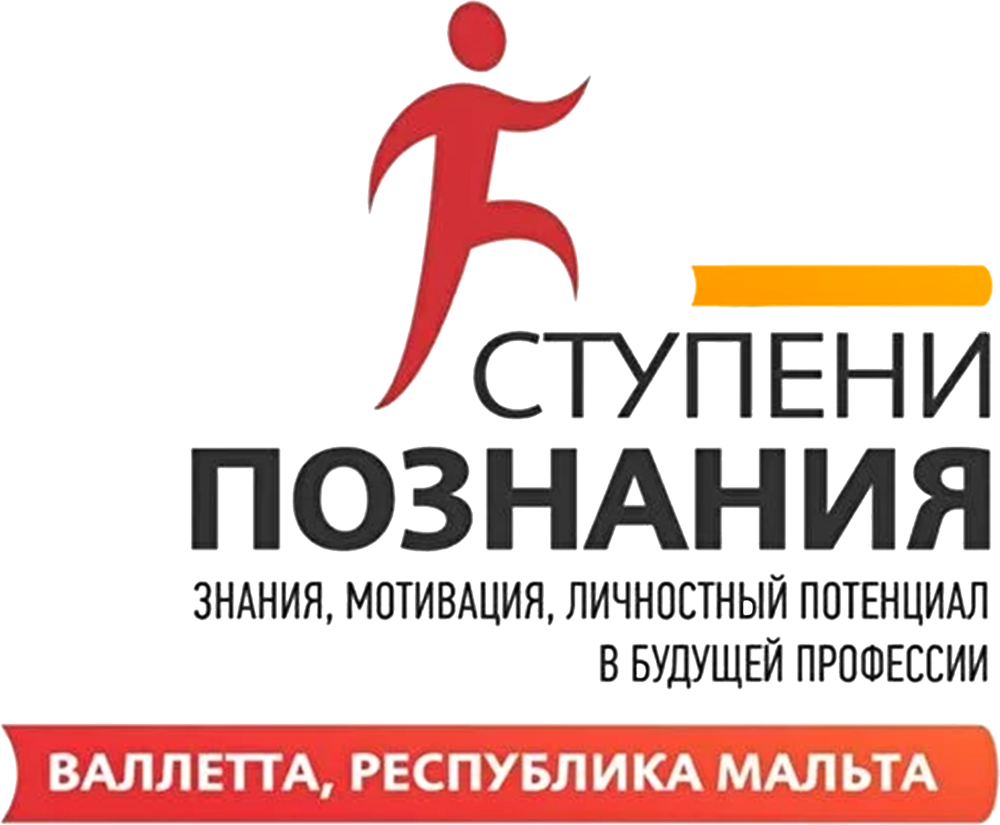 СТУПЕНИ
ПОЗНАНИЯ
ЗНАНИЯ, МОТИВАЦИЯ, ЛИЧНОСТНЫЙ ПОТЕНЦИАЛ
В БУДУЩЕЙ ПРОФЕССИИ
ВАЛЛЕТТА, РЕСПУБЛИКА МАЛЬТА